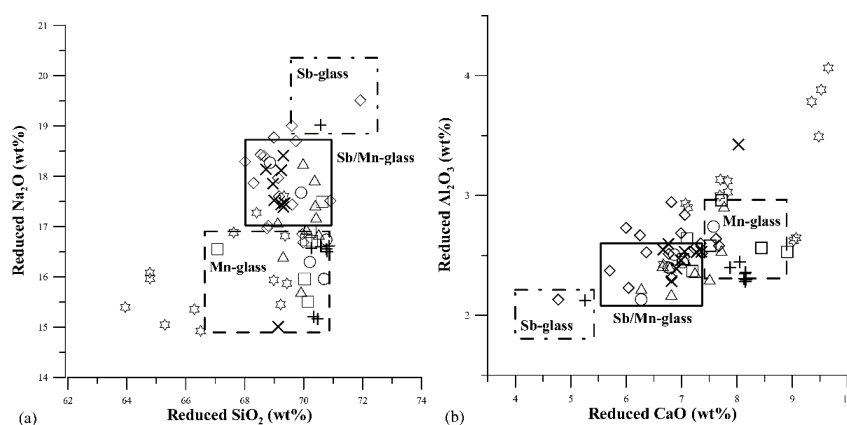 21
20
19
18
17
16
15
14
Reduced Na2O (wt%)
Sb-glass
Sb/Mn-glass
Mn-glass
62 64 66 68 70 72 74
(a) Reduced SiO2 (wt%)
4
3
2
Reduced Al2O3 (wt%)
Mn-glass
Sb-glass
Sb/Mn-glass
4 5 6 7 8 9
(b) Reduced CaO (wt%)